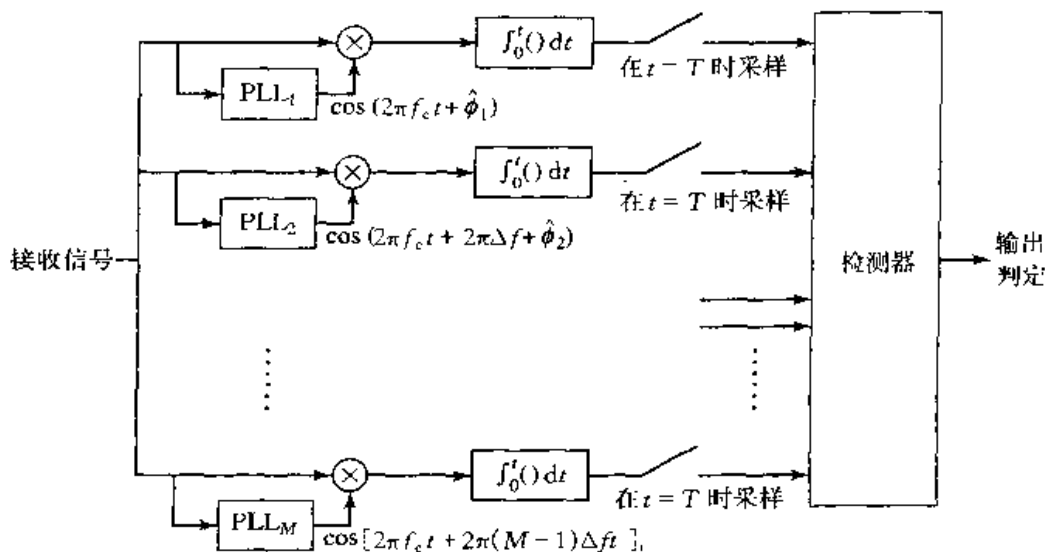 ∫₀ᵗ() dt
在 t = T 时采样
PLL₁
cos (2πf_c t + φ̂₁)
∫₀ᵗ() dt
在 t = T 时采样
PLL₂
cos (2πf_c t + 2πΔf + φ̂₂)
接收信号
检测器
输出
判定
∫₀ᵗ() dt
在 t = T 时采样
PLL_M
cos [2πf_c t + 2π(M − 1)Δft ]